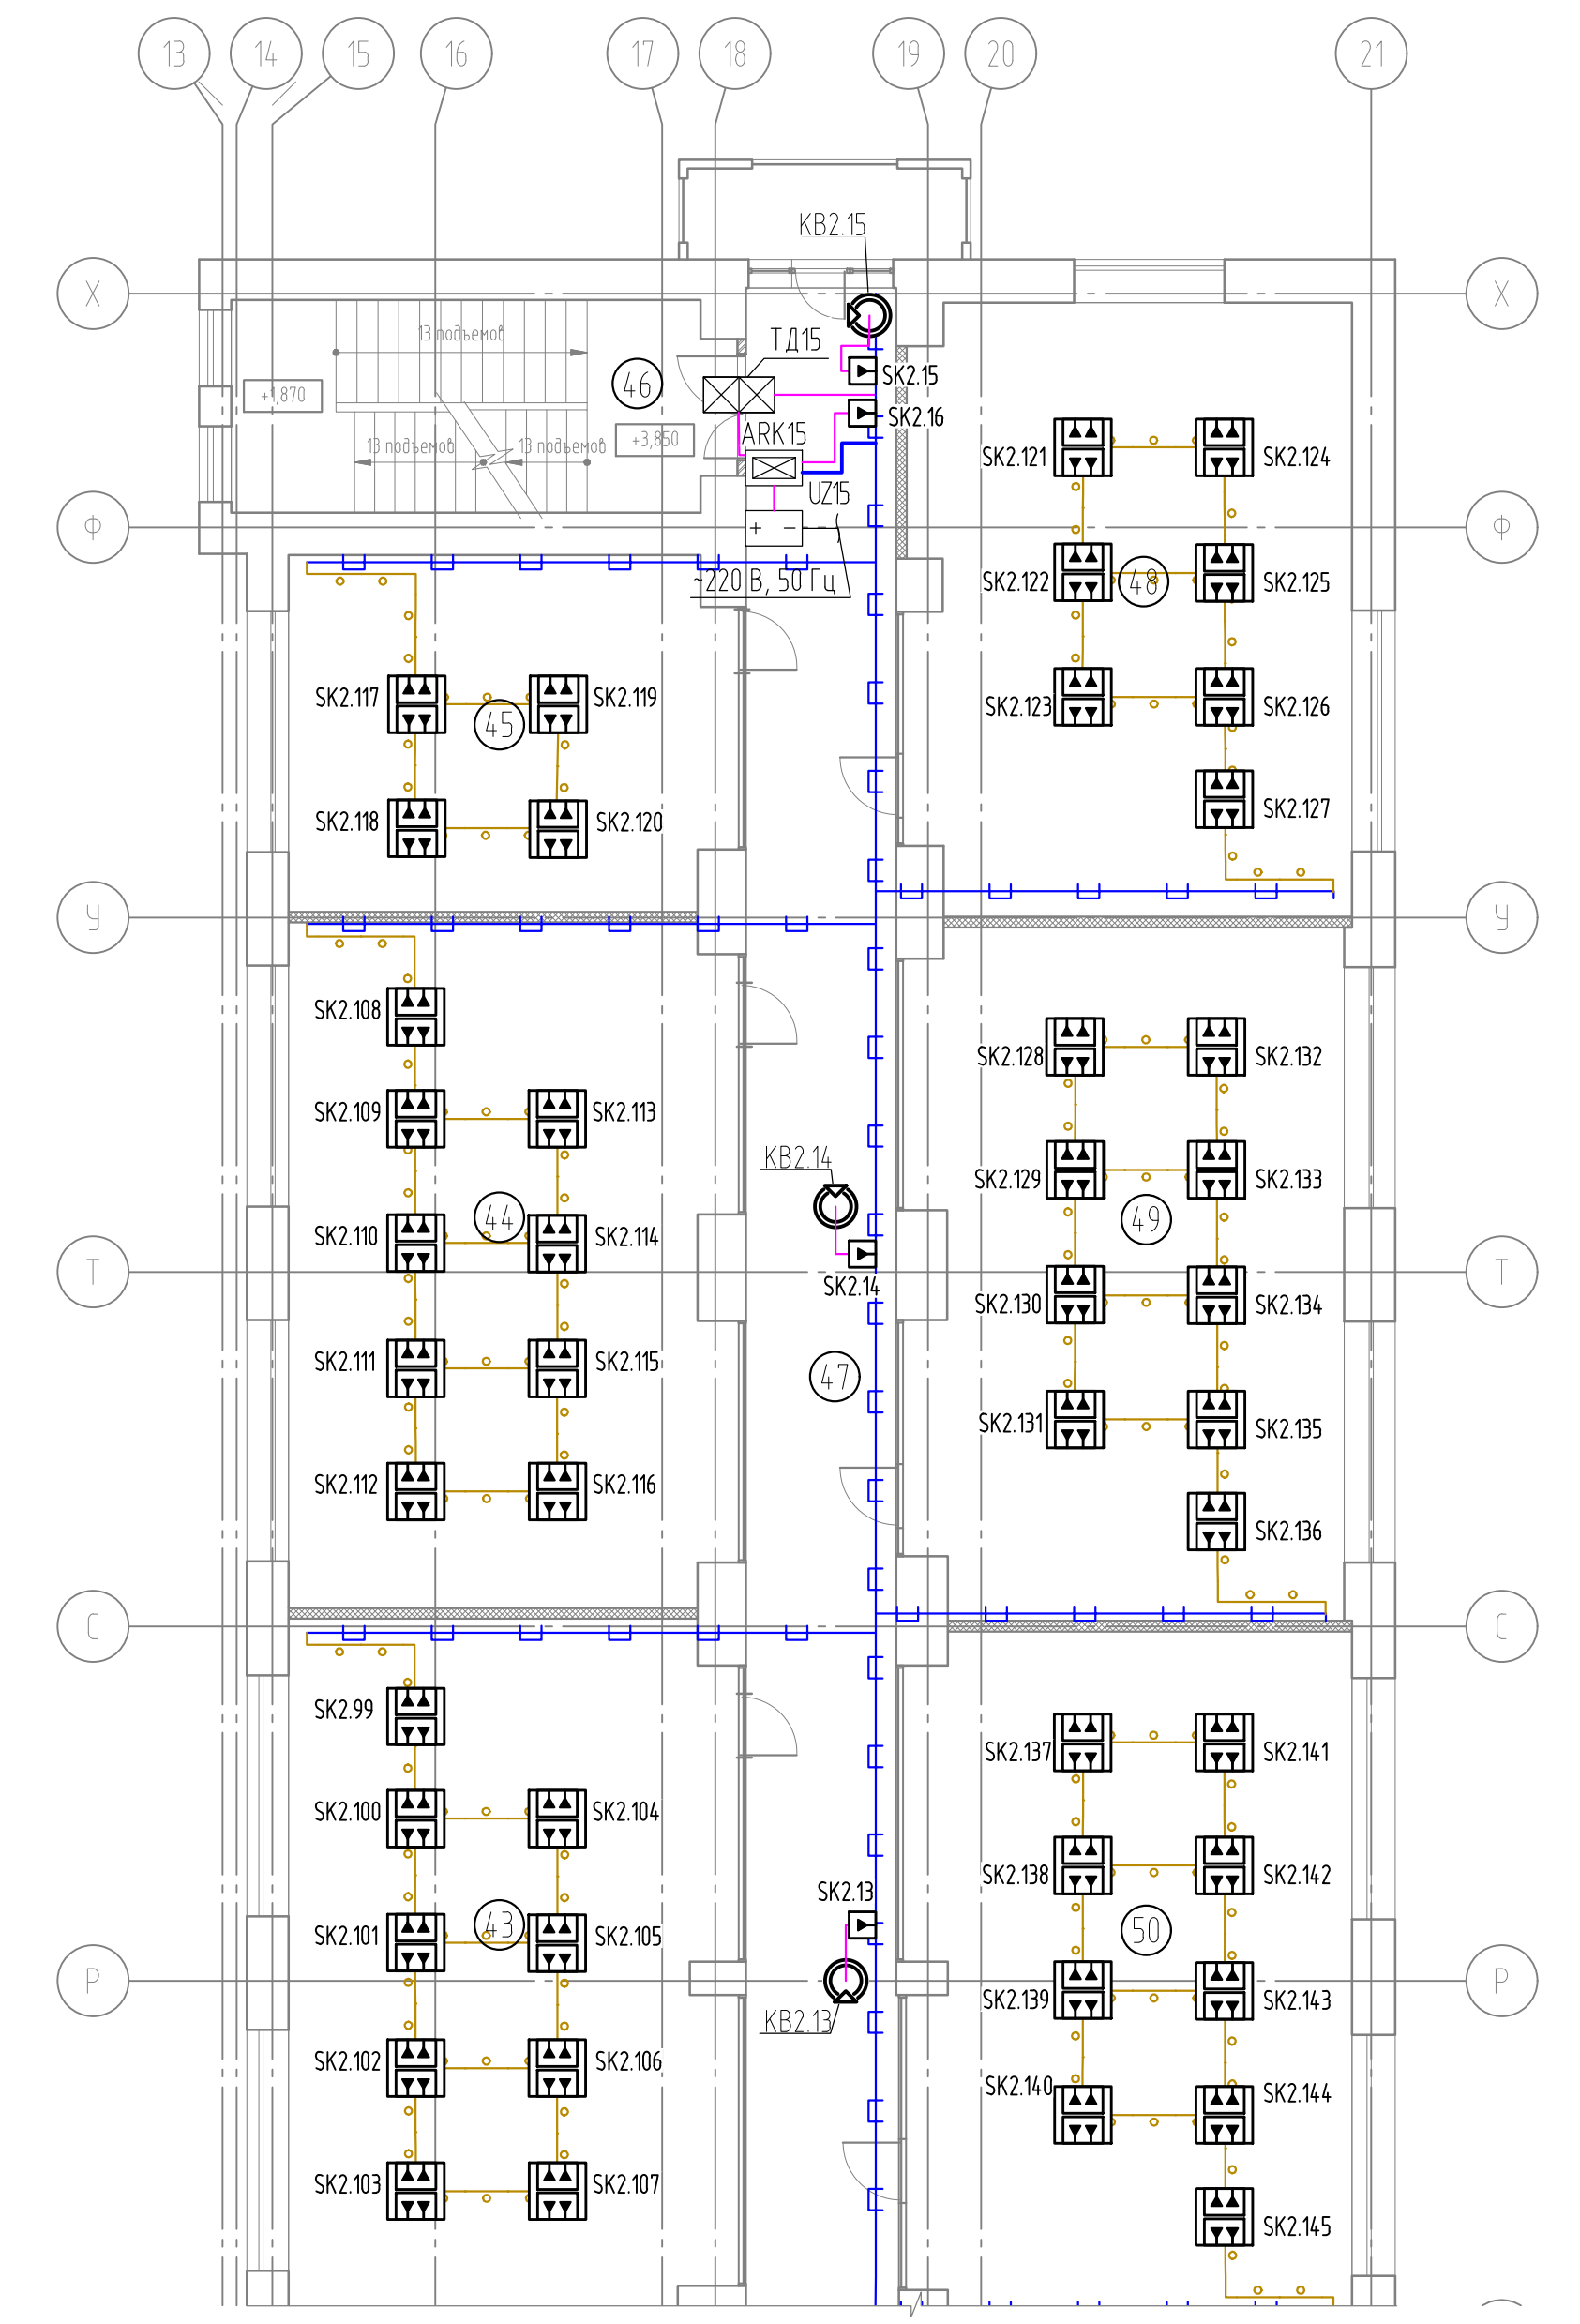 13 14 15 16 17 18 19 20 21
КВ2.15
Х Х
13 подъемов
ТД15
+1,870
46
SK2.15
SK2.16
+3,850
ARK15
13 подъемов 13 подъемов
SK2.121 SK2.124
UZ15
Ф Ф
~220 В, 50 Гц
SK2.122 48 SK2.125
SK2.117 SK2.119
SK2.123 SK2.126
45
SK2.118 SK2.120
SK2.127
У У
SK2.108
SK2.128 SK2.132
SK2.109 SK2.113
КВ2.14
SK2.129 SK2.133
44 49
SK2.110 SK2.114
Т Т
SK2.14
SK2.130 SK2.134
SK2.111 SK2.115
47
SK2.131 SK2.135
SK2.112 SK2.116
SK2.136
С С
SK2.99
SK2.137 SK2.141
SK2.100 SK2.104
SK2.138 SK2.142
SK2.13
43 50
SK2.101 SK2.105
Р Р
SK2.139 SK2.143
КВ2.13
SK2.102 SK2.106
SK2.140 SK2.144
SK2.103 SK2.107
SK2.145